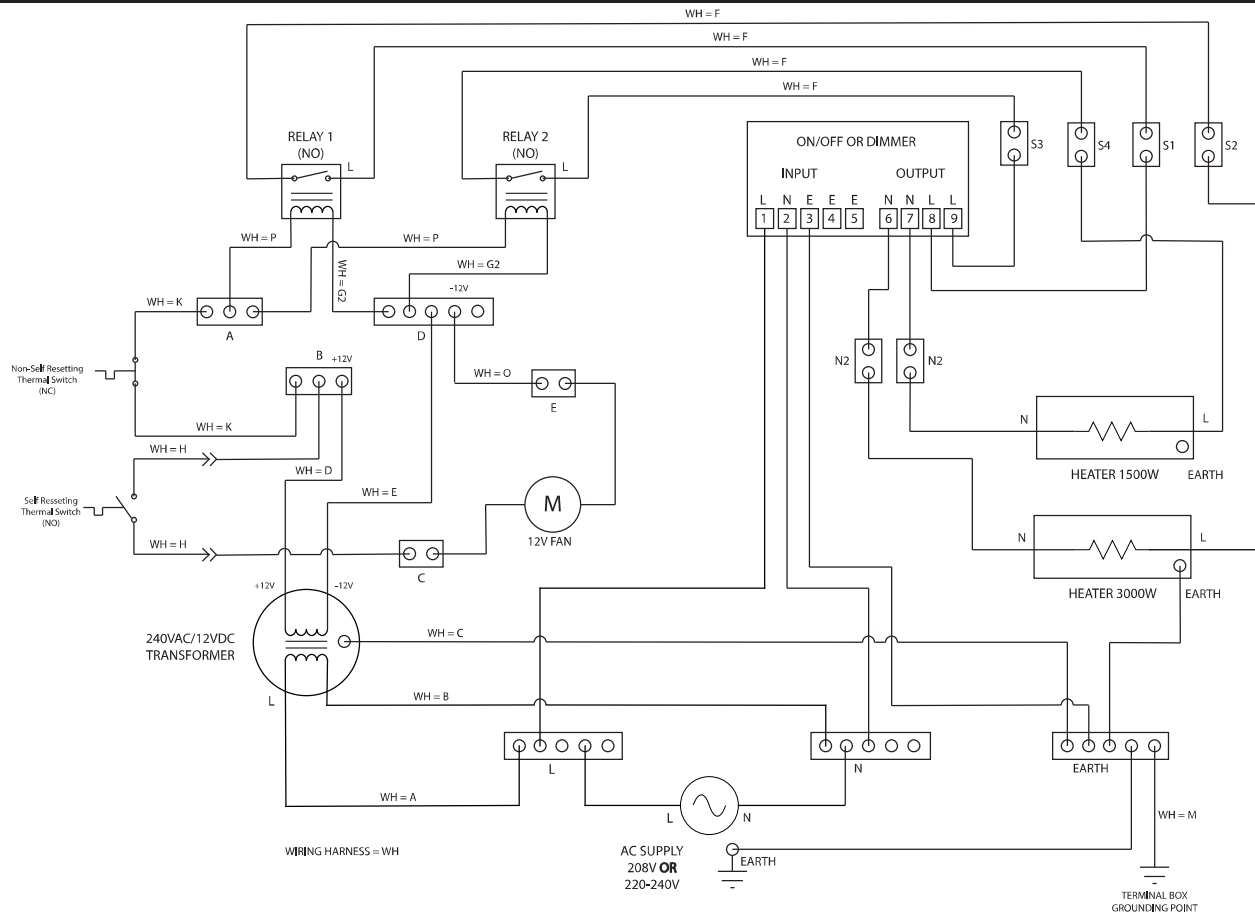 WH = F
WH = F
WH = F
WH = F
RELAY 1
(NO)
L
RELAY 2
(NO)
L
ON/OFF OR DIMMER
INPUT
OUTPUT
L N E E E N N L L
1 2 3 4 5 6 7 8 9
S3
S4
S1
S2
WH = P
WH = P
WH = G2
WH = G2
-12V
WH = K
A
D
Non-Self Resetting
Thermal Switch
(NC)
B
+12V
WH = O
E
N2
N2
WH = K
WH = H
WH = D
N
L
HEATER 1500W
EARTH
Self Ressetting
Thermal Switch
(NO)
WH = E
M
12V FAN
WH = H
C
N
L
HEATER 3000W
EARTH
+12V
-12V
240VAC/12VDC
TRANSFORMER
WH = C
L
WH = B
L
N
EARTH
WH = A
L
N
WH = M
WIRING HARNESS = WH
AC SUPPLY
208V OR
220-240V
EARTH
TERMINAL BOX
GROUNDING POINT